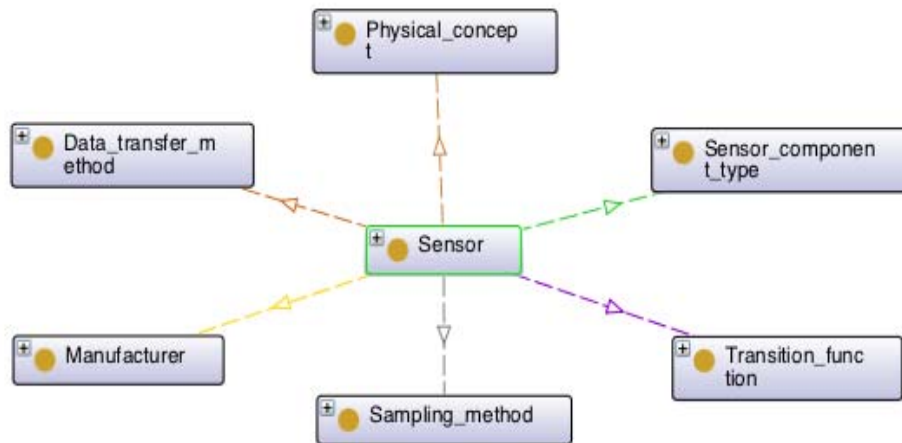 Physical_concep
t
Data_transfer_m
ethod
Sensor_componen
t_type
Sensor
Manufacturer
Transition_func
tion
Sampling_method